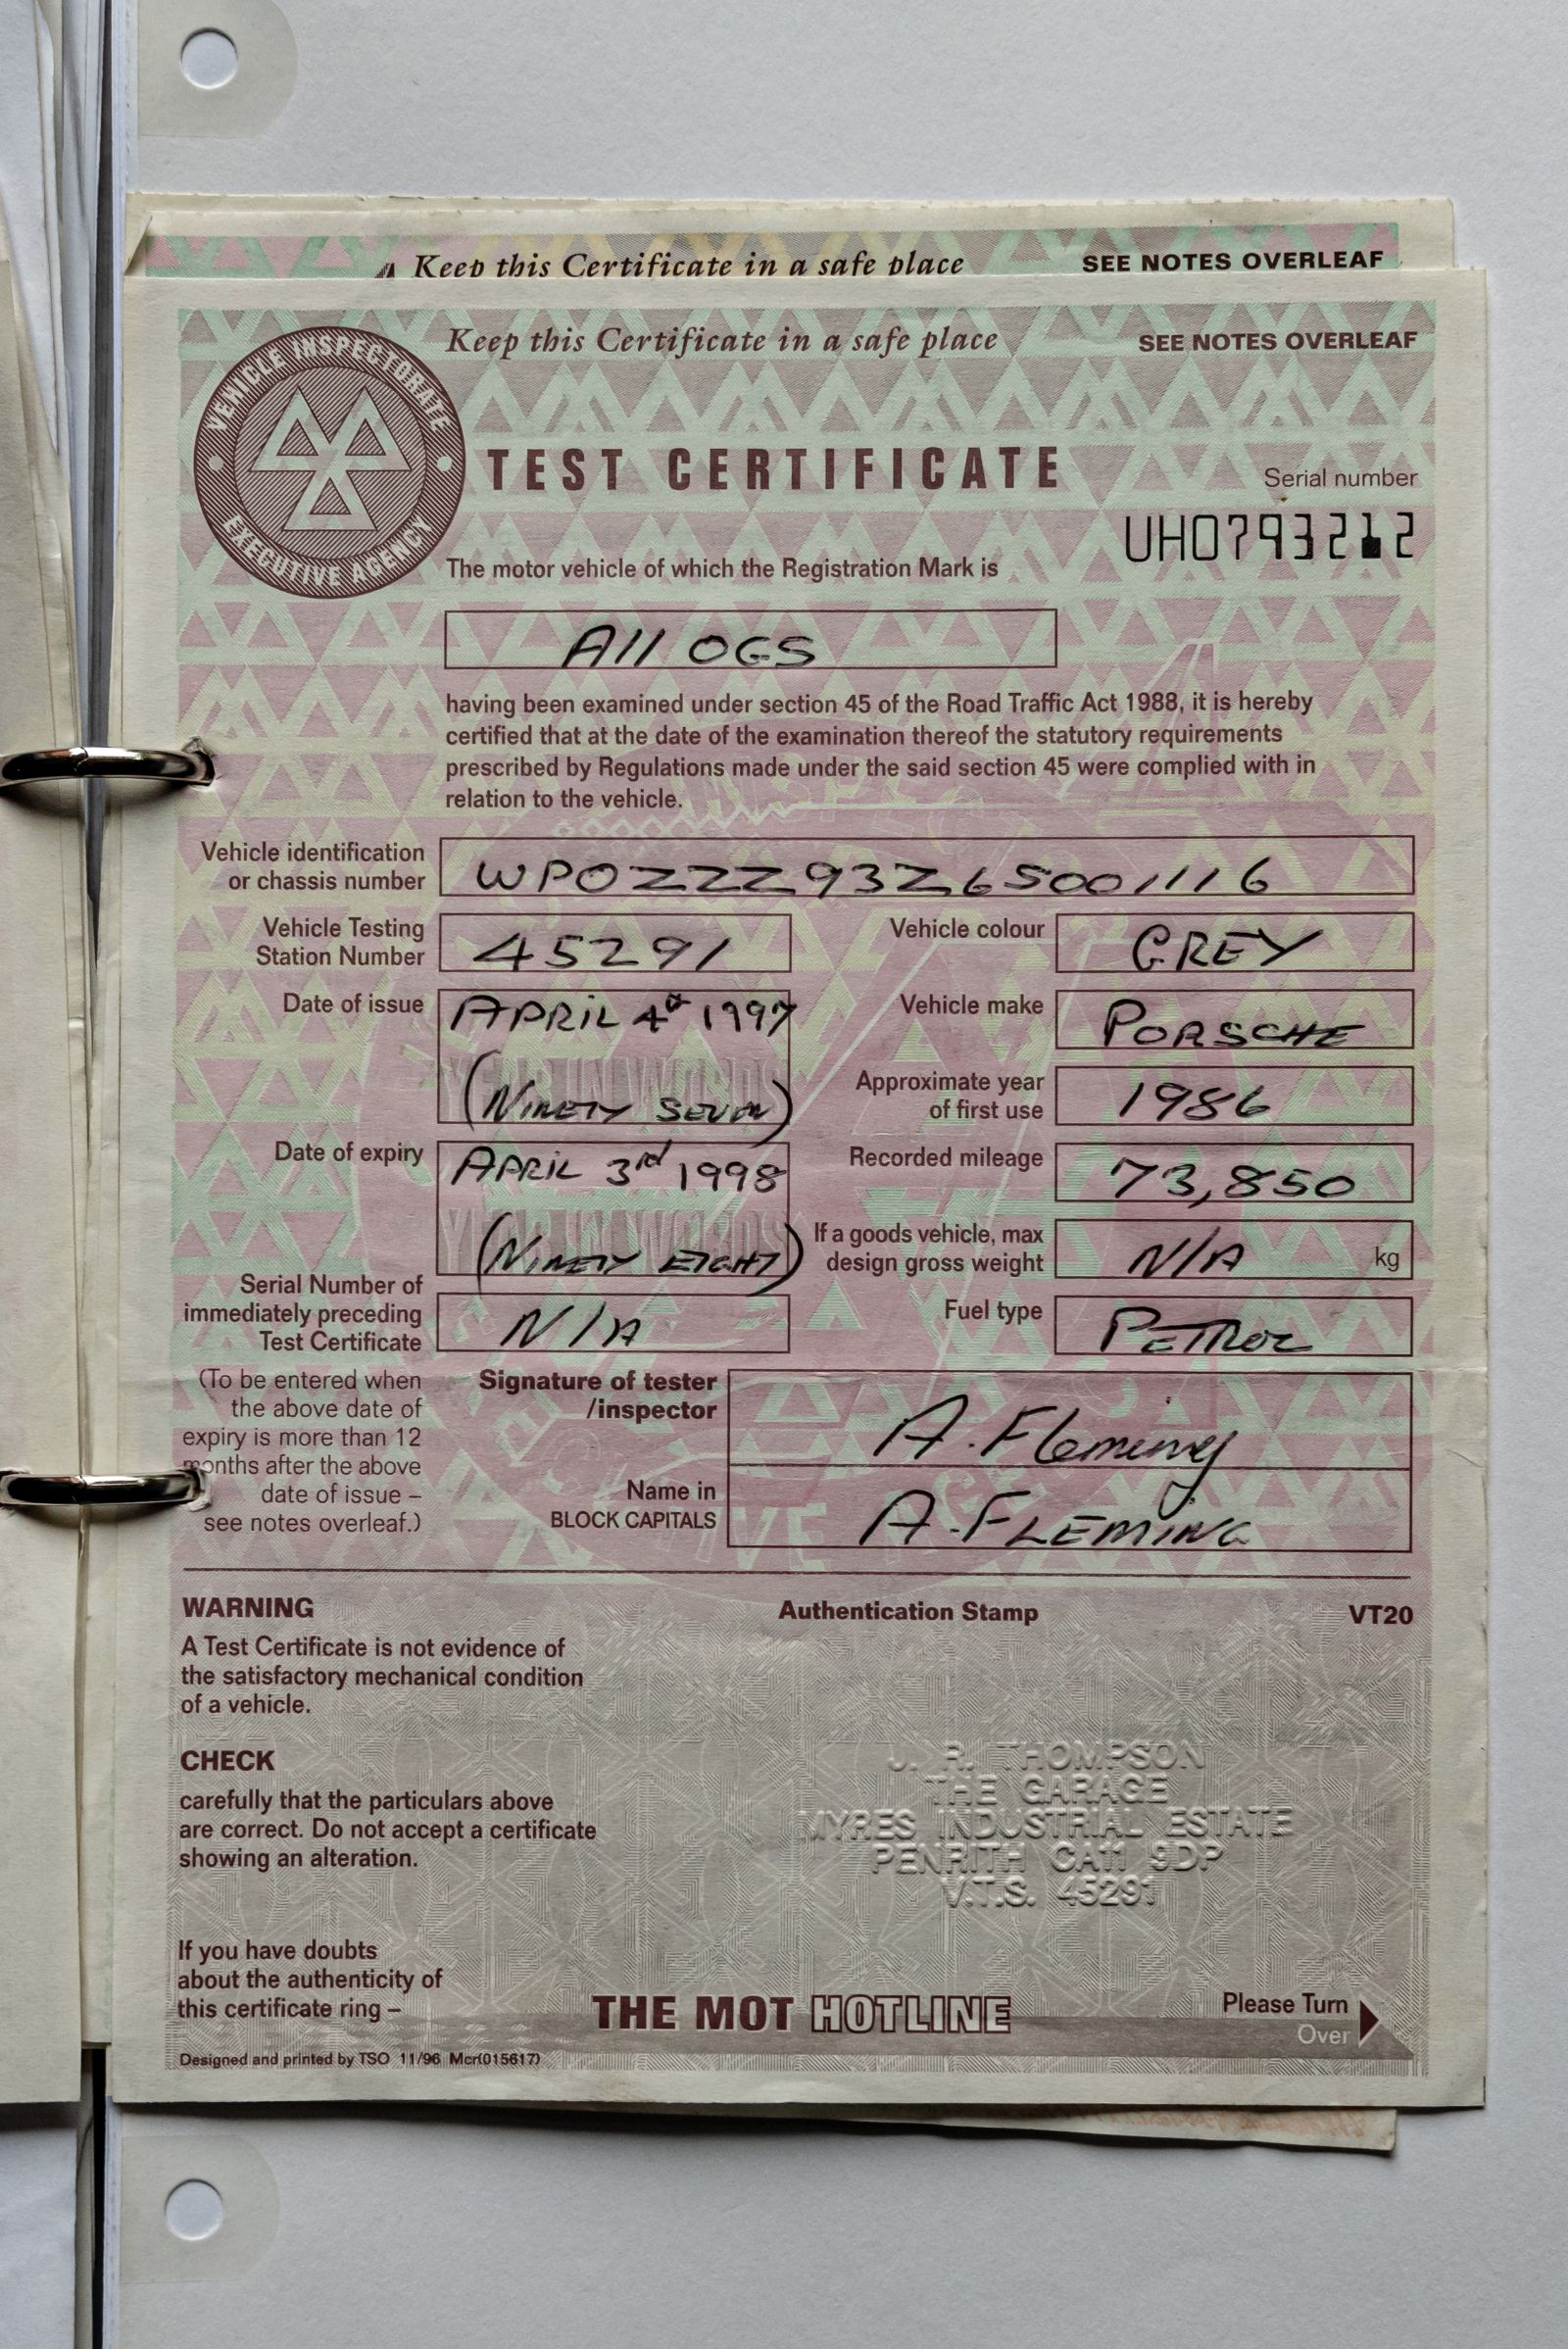 Keep this Certificate in a safe place SEE NOTES OVERLEAF
Keep this Certificate in a safe place SEE NOTES OVERLEAF
VEHICLE INSPECTORATE
EXECUTIVE AGENCY
TEST CERTIFICATE
Serial number
UH0793212
The motor vehicle of which the Registration Mark is
A11 OGS
having been examined under section 45 of the Road Traffic Act 1988, it is hereby
certified that at the date of the examination thereof the statutory requirements
prescribed by Regulations made under the said section 45 were complied with in
relation to the vehicle.
Vehicle identification
or chassis number
WPOZZZ93Z6S001116
Vehicle Testing
Station Number
45291
Vehicle colour
GREY
Date of issue
APRIL 4th 1997
YEAR IN WORDS
(NINETY SEVEN)
Vehicle make
PORSCHE
Approximate year
of first use
1986
Date of expiry
APRIL 3rd 1998
YEAR IN WORDS
(NINETY EIGHT)
Recorded mileage
73,850
If a goods vehicle, max
design gross weight
N/A kg
Serial Number of
immediately preceding
Test Certificate
N/A
Fuel type
PETROL
(To be entered when
the above date of
expiry is more than 12
months after the above
date of issue –
see notes overleaf.)
Signature of tester
/inspector
A. Fleming
Name in
BLOCK CAPITALS
A. FLEMING
WARNING
A Test Certificate is not evidence of
the satisfactory mechanical condition
of a vehicle.
Authentication Stamp
VT20
CHECK
carefully that the particulars above
are correct. Do not accept a certificate
showing an alteration.
J. R. THOMPSON
THE GARAGE
MYRES INDUSTRIAL ESTATE
PENRITH CA11 9DP
V.T.S. 45291
If you have doubts
about the authenticity of
this certificate ring –
THE MOT HOTLINE
Please Turn
Over
Designed and printed by TSO 11/96 Mcr(015617)